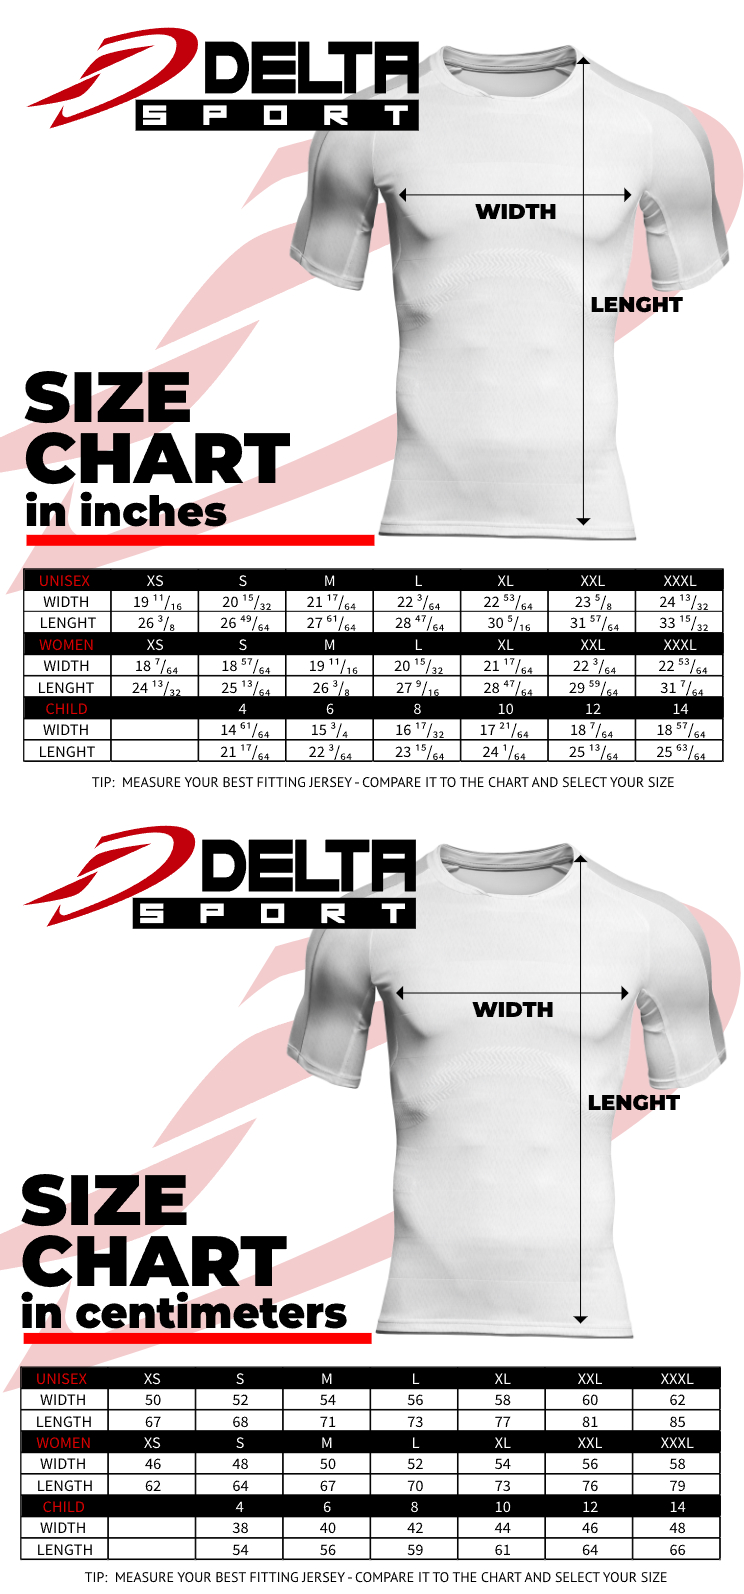 DELTA
SPORT
WIDTH
LENGHT
SIZE
CHART
in inches
UNISEX XS S M L XL XXL XXXL
WIDTH 19 11/16 20 15/32 21 17/64 22 3/64 22 53/64 23 5/8 24 13/32
LENGHT 26 3/8 26 49/64 27 61/64 28 47/64 30 5/16 31 57/64 33 15/32
WOMEN XS S M L XL XXL XXXL
WIDTH 18 7/64 18 57/64 19 11/16 20 15/32 21 17/64 22 3/64 22 53/64
LENGHT 24 13/32 25 13/64 26 3/8 27 9/16 28 47/64 29 59/64 31 7/64
CHILD 4 6 8 10 12 14
WIDTH 14 61/64 15 3/4 16 17/32 17 21/64 18 7/64 18 57/64
LENGHT 21 17/64 22 3/64 23 15/64 24 1/64 25 13/64 25 63/64
TIP: MEASURE YOUR BEST FITTING JERSEY - COMPARE IT TO THE CHART AND SELECT YOUR SIZE
DELTA
SPORT
WIDTH
LENGHT
SIZE
CHART
in centimeters
UNISEX XS S M L XL XXL XXXL
WIDTH 50 52 54 56 58 60 62
LENGTH 67 68 71 73 77 81 85
WOMEN XS S M L XL XXL XXXL
WIDTH 46 48 50 52 54 56 58
LENGTH 62 64 67 70 73 76 79
CHILD 4 6 8 10 12 14
WIDTH 38 40 42 44 46 48
LENGTH 54 56 59 61 64 66
TIP: MEASURE YOUR BEST FITTING JERSEY - COMPARE IT TO THE CHART AND SELECT YOUR SIZE